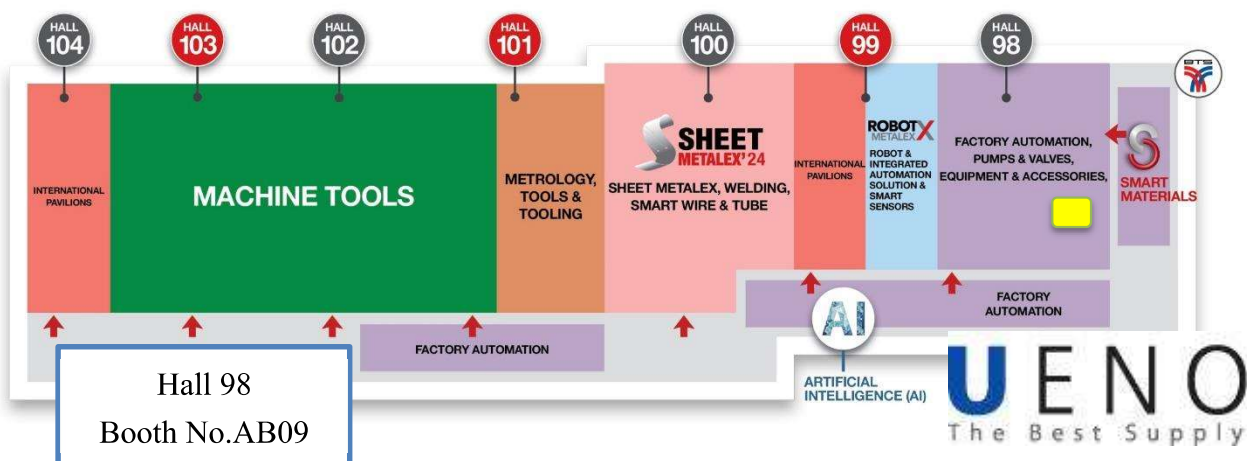 HALL
104
HALL
103
HALL
102
HALL
101
HALL
100
HALL
99
HALL
98
BTS
INTERNATIONAL
PAVILIONS
MACHINE TOOLS
METROLOGY,
TOOLS &
TOOLING
SHEET
METALEX'24
SHEET METALEX, WELDING,
SMART WIRE & TUBE
INTERNATIONAL
PAVILIONS
ROBOTX
METALEX
ROBOT &
INTEGRATED
AUTOMATION
SOLUTION &
SMART
SENSORS
FACTORY AUTOMATION,
PUMPS & VALVES,
EQUIPMENT & ACCESSORIES,
SMART
MATERIALS
FACTORY AUTOMATION
AI
FACTORY
AUTOMATION
ARTIFICIAL
INTELLIGENCE (AI)
Hall 98
Booth No.AB09
UENO
The Best Supply